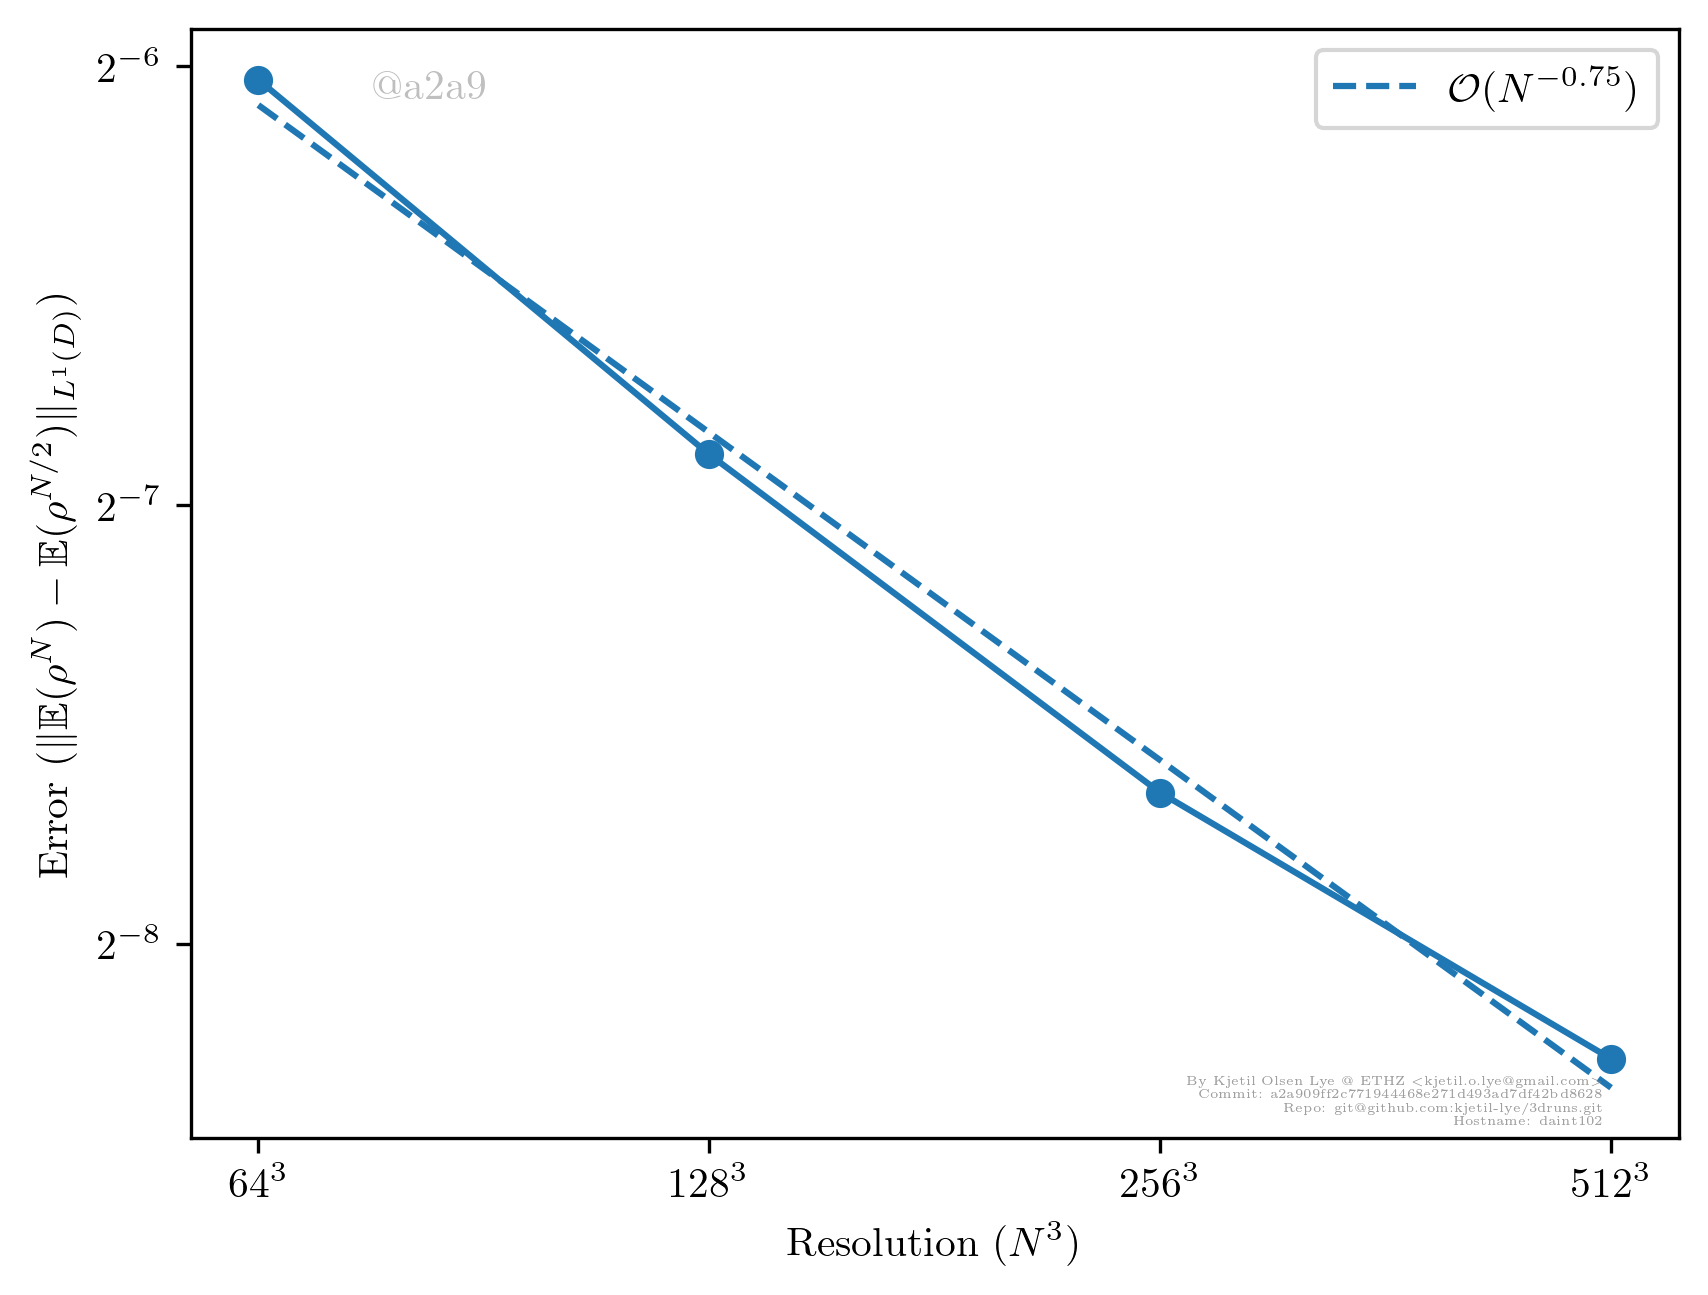 @a2a9
𝒪(N^{-0.75})
2^{-6}
2^{-7}
2^{-8}
Error (‖𝔼(ρ^N) − 𝔼(ρ^{N/2})‖_{L^1(D)})
By Kjetil Olsen Lye @ ETHZ <kjetil.o.lye@gmail.com>
Commit: a2a909ff2c771944468e271d493ad7df42bd8628
Repo: git@github.com:kjetil-lye/3druns.git
Hostname: daint102
64^3 128^3 256^3 512^3
Resolution (N^3)